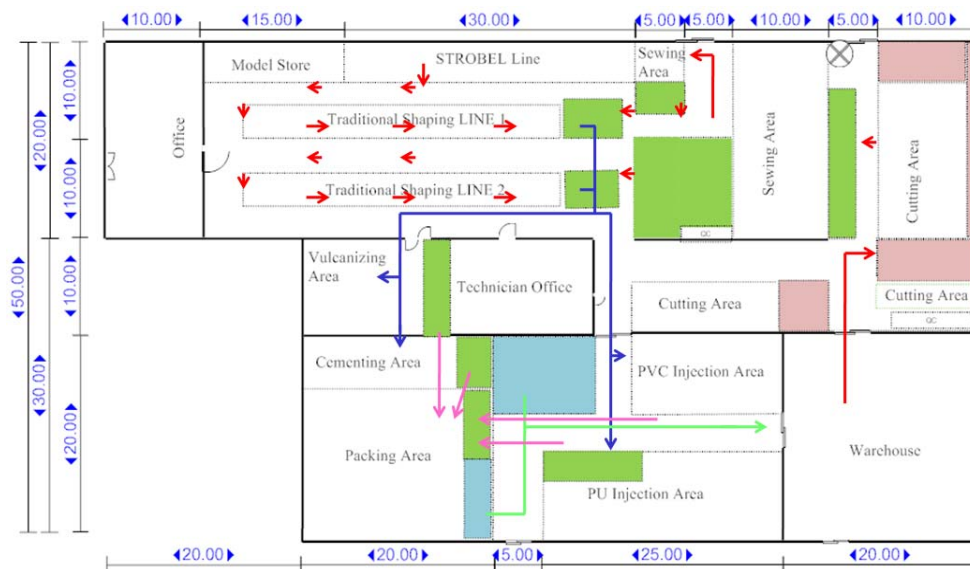 10.00
15.00
30.00
5.00
5.00
10.00
5.00
10.00
Model Store
STROBEL Line
Sewing
Area
Office
Traditional Shaping LINE 1
Traditional Shaping LINE 2
Sewing Area
Cutting Area
QC
10.00
20.00
10.00
50.00
10.00
30.00
20.00
Vulcanizing
Area
Technician Office
Cutting Area
Cutting Area
QC
Cementing Area
PVC Injection Area
Packing Area
Warehouse
PU Injection Area
20.00
20.00
5.00
25.00
20.00